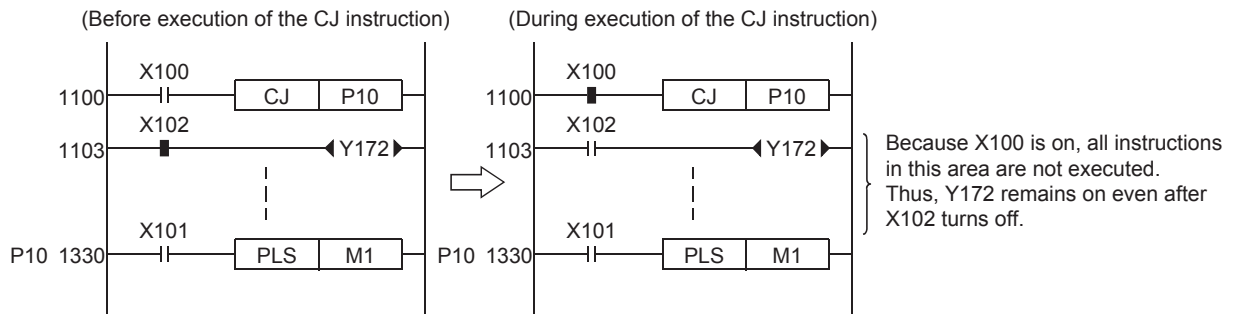 (Before execution of the CJ instruction)
(During execution of the CJ instruction)
X100
1100 CJ P10
X102
1103 Y172
X101
P10 1330 PLS M1
X100
1100 CJ P10
X102
1103 Y172
X101
P10 1330 PLS M1
Because X100 is on, all instructions
in this area are not executed.
Thus, Y172 remains on even after
X102 turns off.